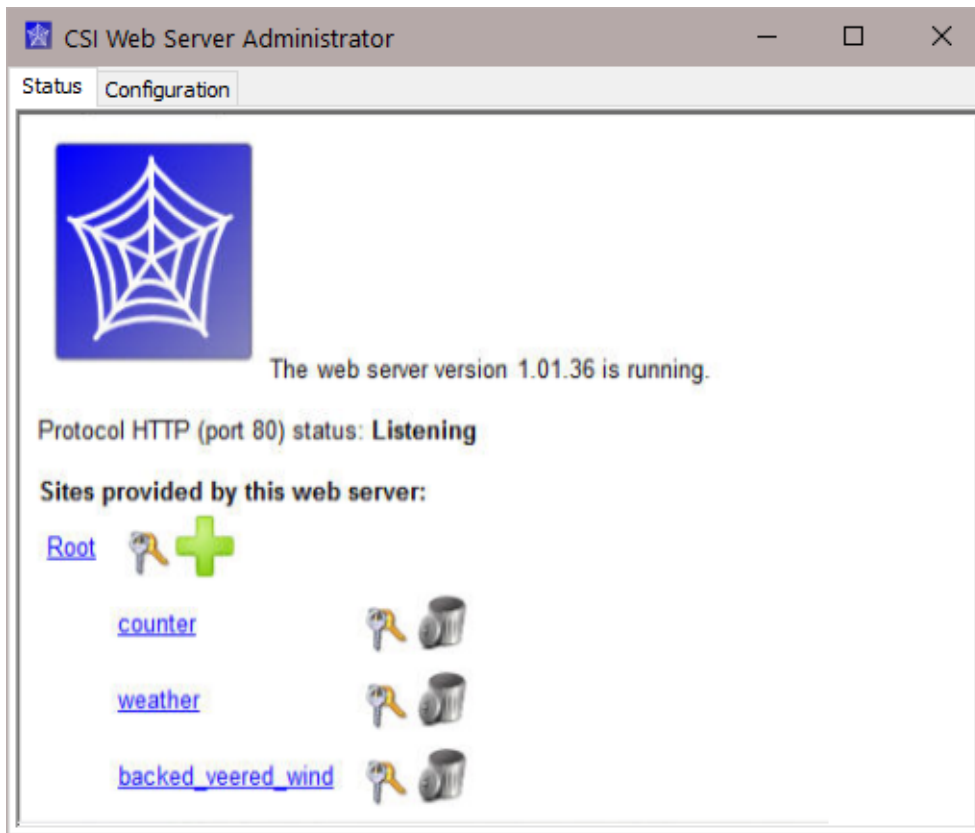 CSI Web Server Administrator
Status Configuration
The web server version 1.01.36 is running.
Protocol HTTP (port 80) status: Listening
Sites provided by this web server:
Root
counter
weather
backed_veered_wind